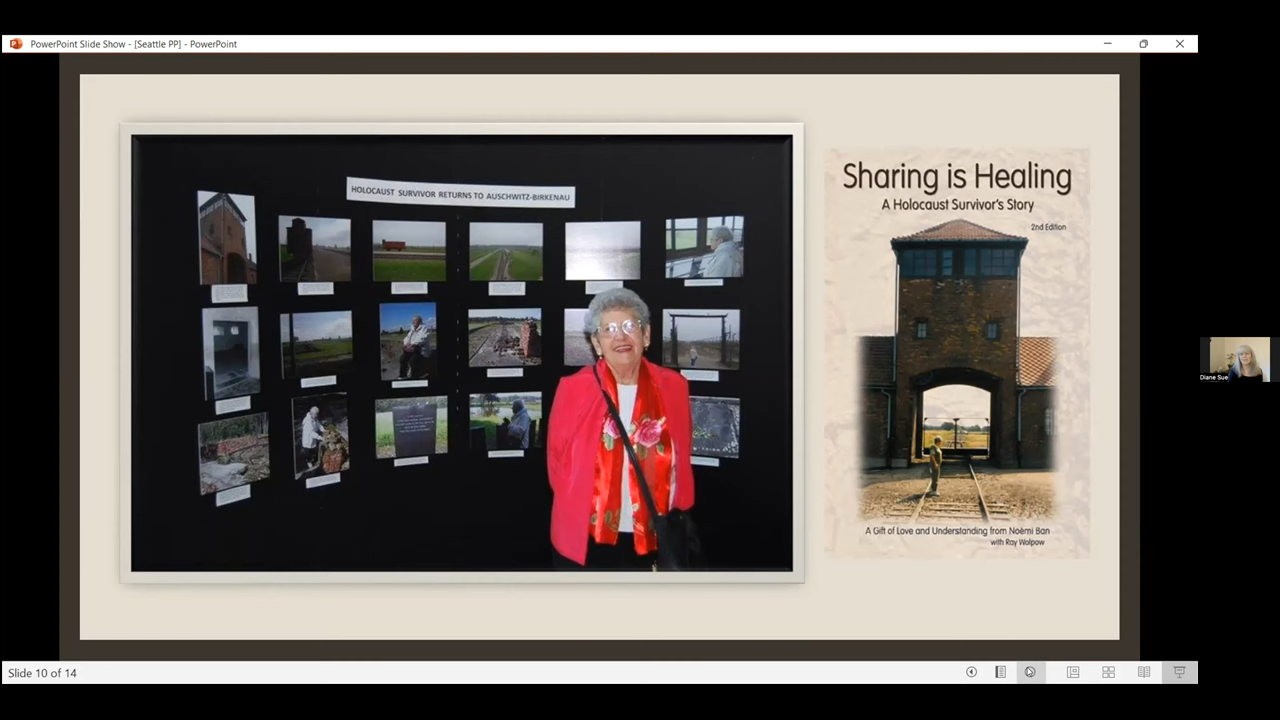 PowerPoint Slide Show - [Seattle PP] - PowerPoint
HOLOCAUST SURVIVOR RETURNS TO AUSCHWITZ-BIRKENAU
Sharing is Healing
A Holocaust Survivor's Story
2nd Edition
A Gift of Love and Understanding from Noémi Ban
with Ray Wolpow
Diane Sue
Slide 10 of 14